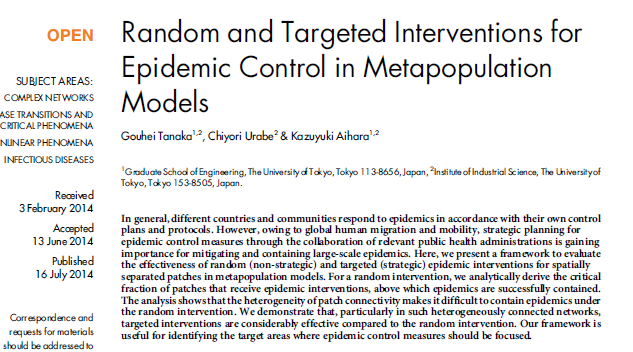 OPEN
SUBJECT AREAS:
COMPLEX NETWORKS
ASE TRANSITIONS AND
CRITICAL PHENOMENA
NLINEAR PHENOMENA
INFECTIOUS DISEASES
Received
3 February 2014
Accepted
13 June 2014
Published
16 July 2014
Correspondence and
requests for materials
should be addressed to
Random and Targeted Interventions for
Epidemic Control in Metapopulation
Models
Gouhei Tanaka1,2, Chiyori Urabe2 & Kazuyuki Aihara1,2
1Graduate School of Engineering, The University of Tokyo, Tokyo 113-8656, Japan, 2Institute of Industrial Science, The University of
Tokyo, Tokyo 153-8505, Japan.
In general, different countries and communities respond to epidemics in accordance with their own control
plans and protocols. However, owing to global human migration and mobility, strategic planning for
epidemic control measures through the collaboration of relevant public health administrations is gaining
importance for mitigating and containing large-scale epidemics. Here, we present a framework to evaluate
the effectiveness of random (non-strategic) and targeted (strategic) epidemic interventions for spatially
separated patches in metapopulation models. For a random intervention, we analytically derive the critical
fraction of patches that receive epidemic interventions, above which epidemics are successfully contained.
The analysis shows that the heterogeneity of patch connectivity makes it difficult to contain epidemics under
the random intervention. We demonstrate that, particularly in such heterogeneously connected networks,
targeted interventions are considerably effective compared to the random intervention. Our framework is
useful for identifying the target areas where epidemic control measures should be focused.